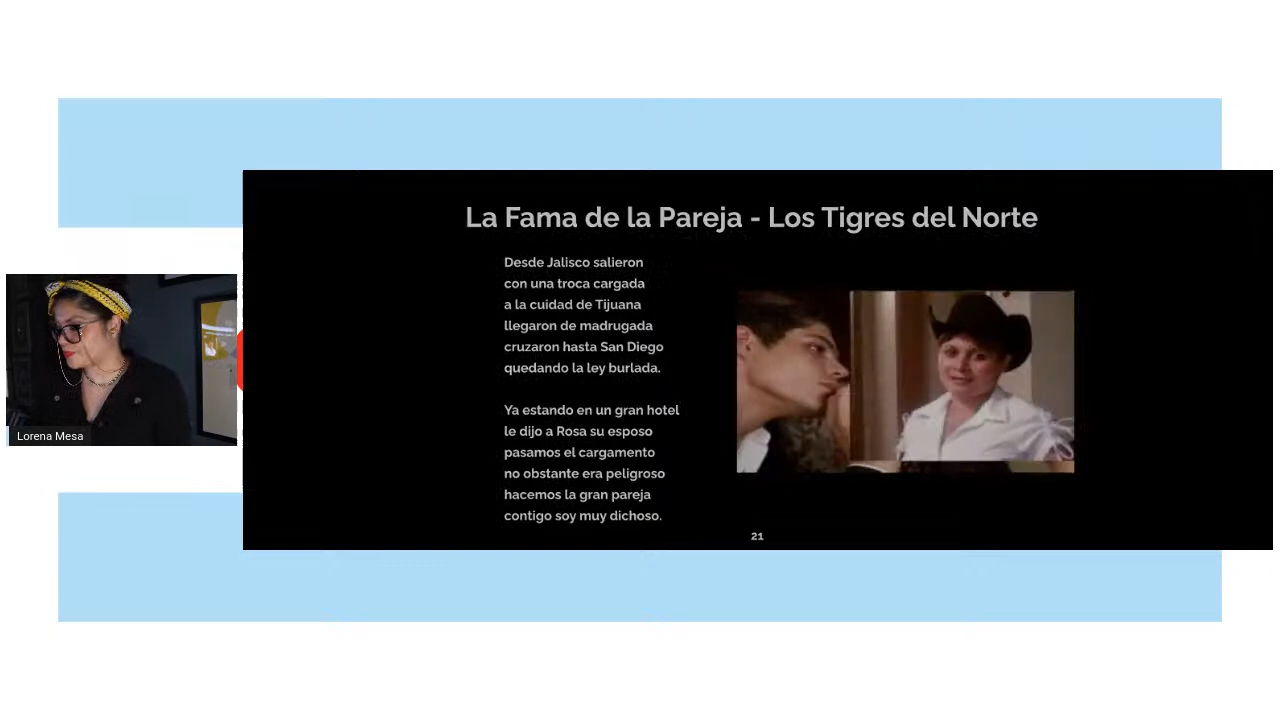 La Fama de la Pareja - Los Tigres del Norte
Desde Jalisco salieron
con una troca cargada
a la cuidad de Tijuana
llegaron de madrugada
cruzaron hasta San Diego
quedando la ley burlada.
Ya estando en un gran hotel
le dijo a Rosa su esposo
pasamos el cargamento
no obstante era peligroso
hacemos la gran pareja
contigo soy muy dichoso.
21
Lorena Mesa